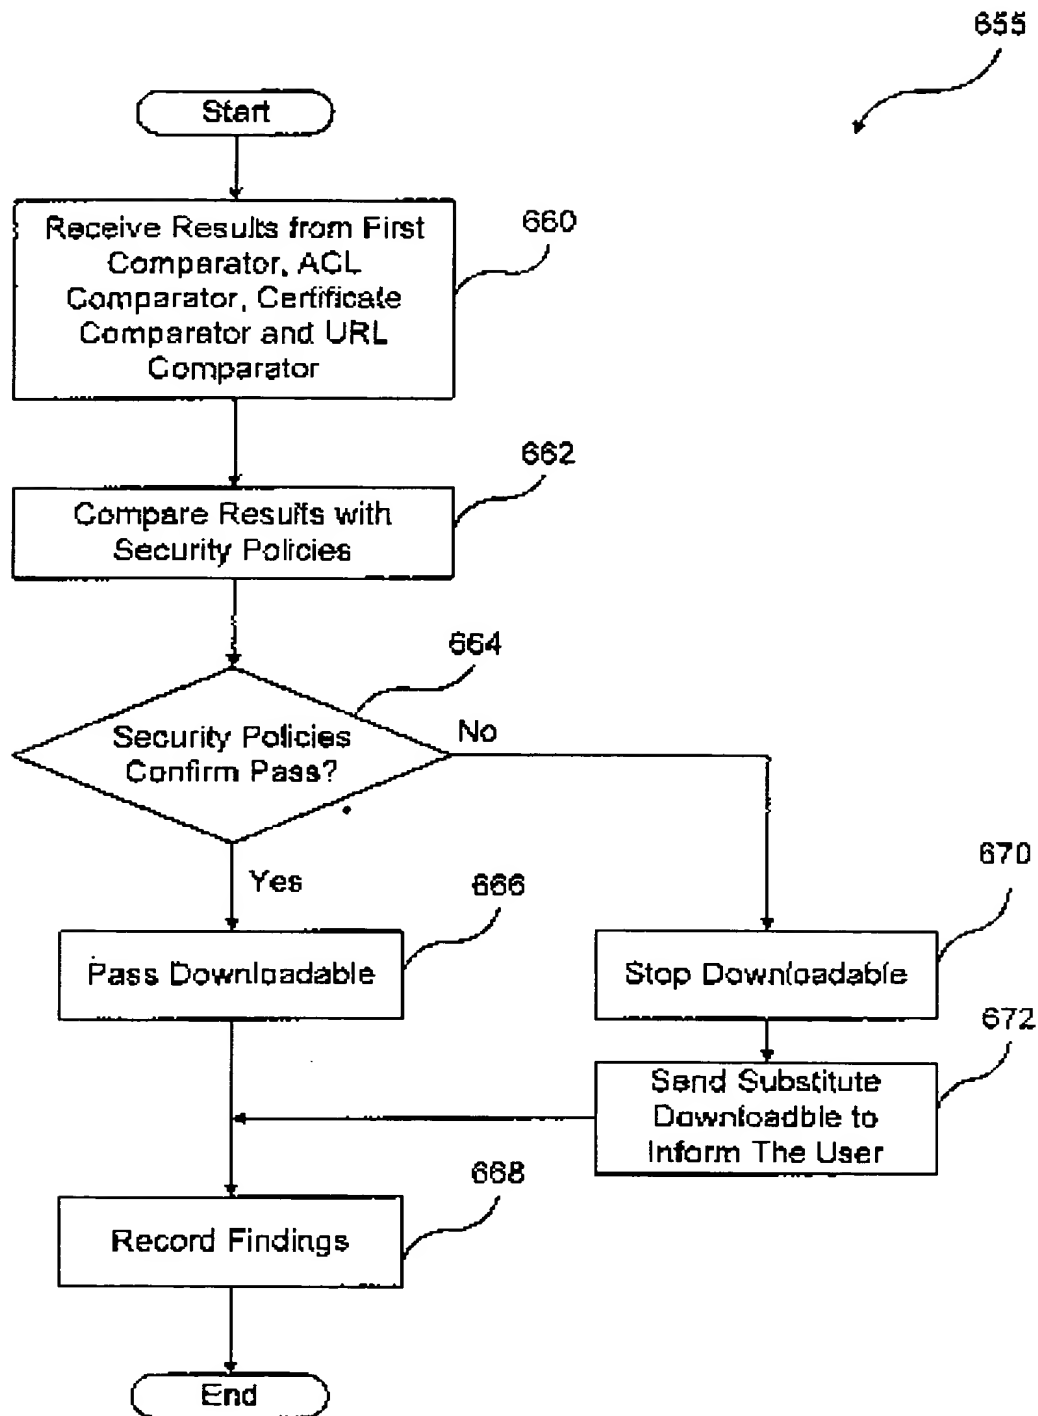 655
Start
660
Receive Results from First
Comparator, ACL
Comparator, Certificate
Comparator and URL
Comparator
662
Compare Results with
Security Policies
664
Security Policies
Confirm Pass?
No
Yes
666
Pass Downloadable
670
Stop Downloadable
672
Send Substitute
Downloadble to
Inform The User
668
Record Findings
End